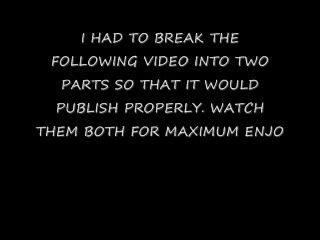 I HAD TO BREAK THE
FOLLOWING VIDEO INTO TWO
PARTS SO THAT IT WOULD
PUBLISH PROPERLY. WATCH
THEM BOTH FOR MAXIMUM ENJO